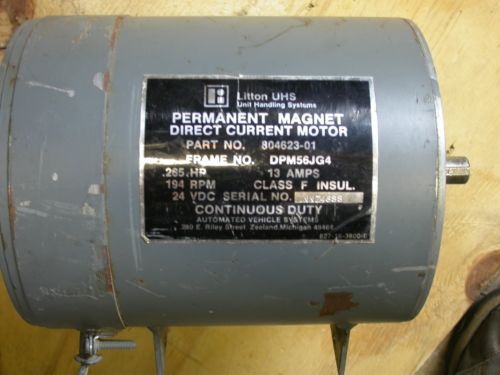 Litton UHS
Unit Handling Systems
PERMANENT MAGNET
DIRECT CURRENT MOTOR
PART NO. 804623-01
FRAME NO. DPM56JG4
.265 HP 13 AMPS
194 RPM CLASS F INSUL.
24 VDC SERIAL NO.
CONTINUOUS DUTY
AUTOMATED VEHICLE SYSTEMS
E. Riley Street Zeeland, Michigan 49464